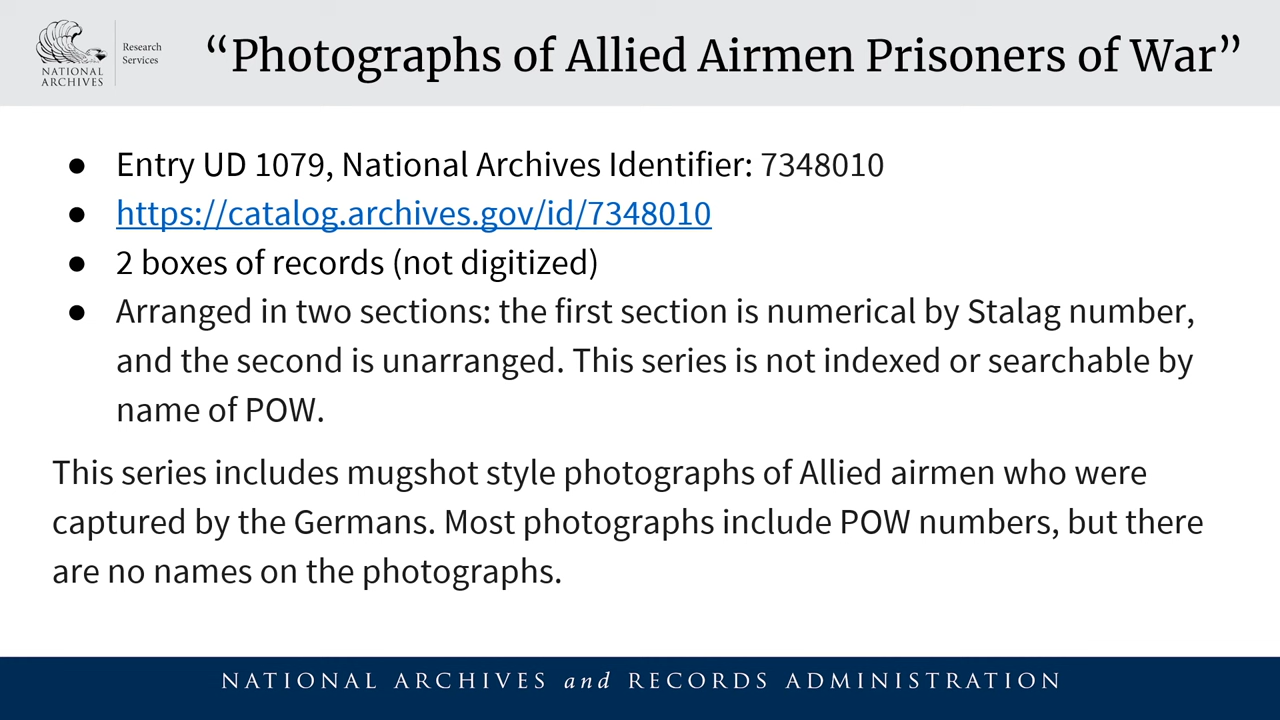 NATIONAL
ARCHIVES
Research
Services
“Photographs of Allied Airmen Prisoners of War”
● Entry UD 1079, National Archives Identifier: 7348010
● https://catalog.archives.gov/id/7348010
● 2 boxes of records (not digitized)
● Arranged in two sections: the first section is numerical by Stalag number,
and the second is unarranged. This series is not indexed or searchable by
name of POW.
This series includes mugshot style photographs of Allied airmen who were
captured by the Germans. Most photographs include POW numbers, but there
are no names on the photographs.
NATIONAL ARCHIVES and RECORDS ADMINISTRATION